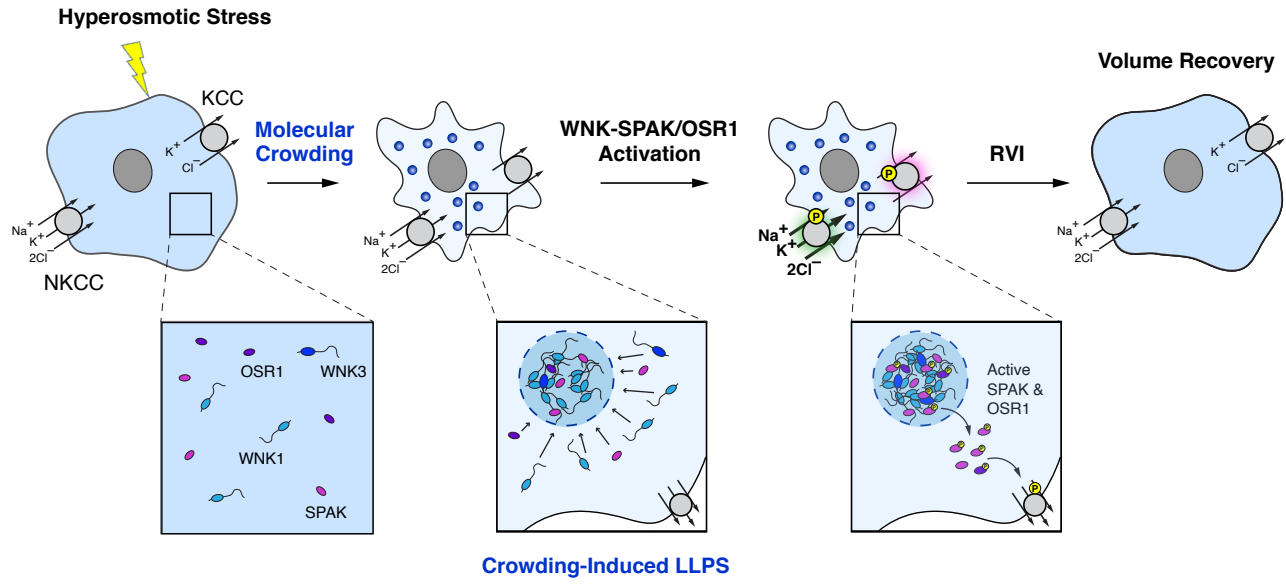 Hyperosmotic Stress
KCC
K+
Cl−
Na+
K+
2Cl−
NKCC
Molecular
Crowding
Na+
K+
2Cl−
WNK-SPAK/OSR1
Activation
P
P
Na+
K+
2Cl−
RVI
Volume Recovery
K+
Cl−
Na+
K+
2Cl−
OSR1
WNK3
WNK1
SPAK
Active
SPAK &
OSR1
P
P
P
P
P
P
P
P
P
P
P
Crowding-Induced LLPS